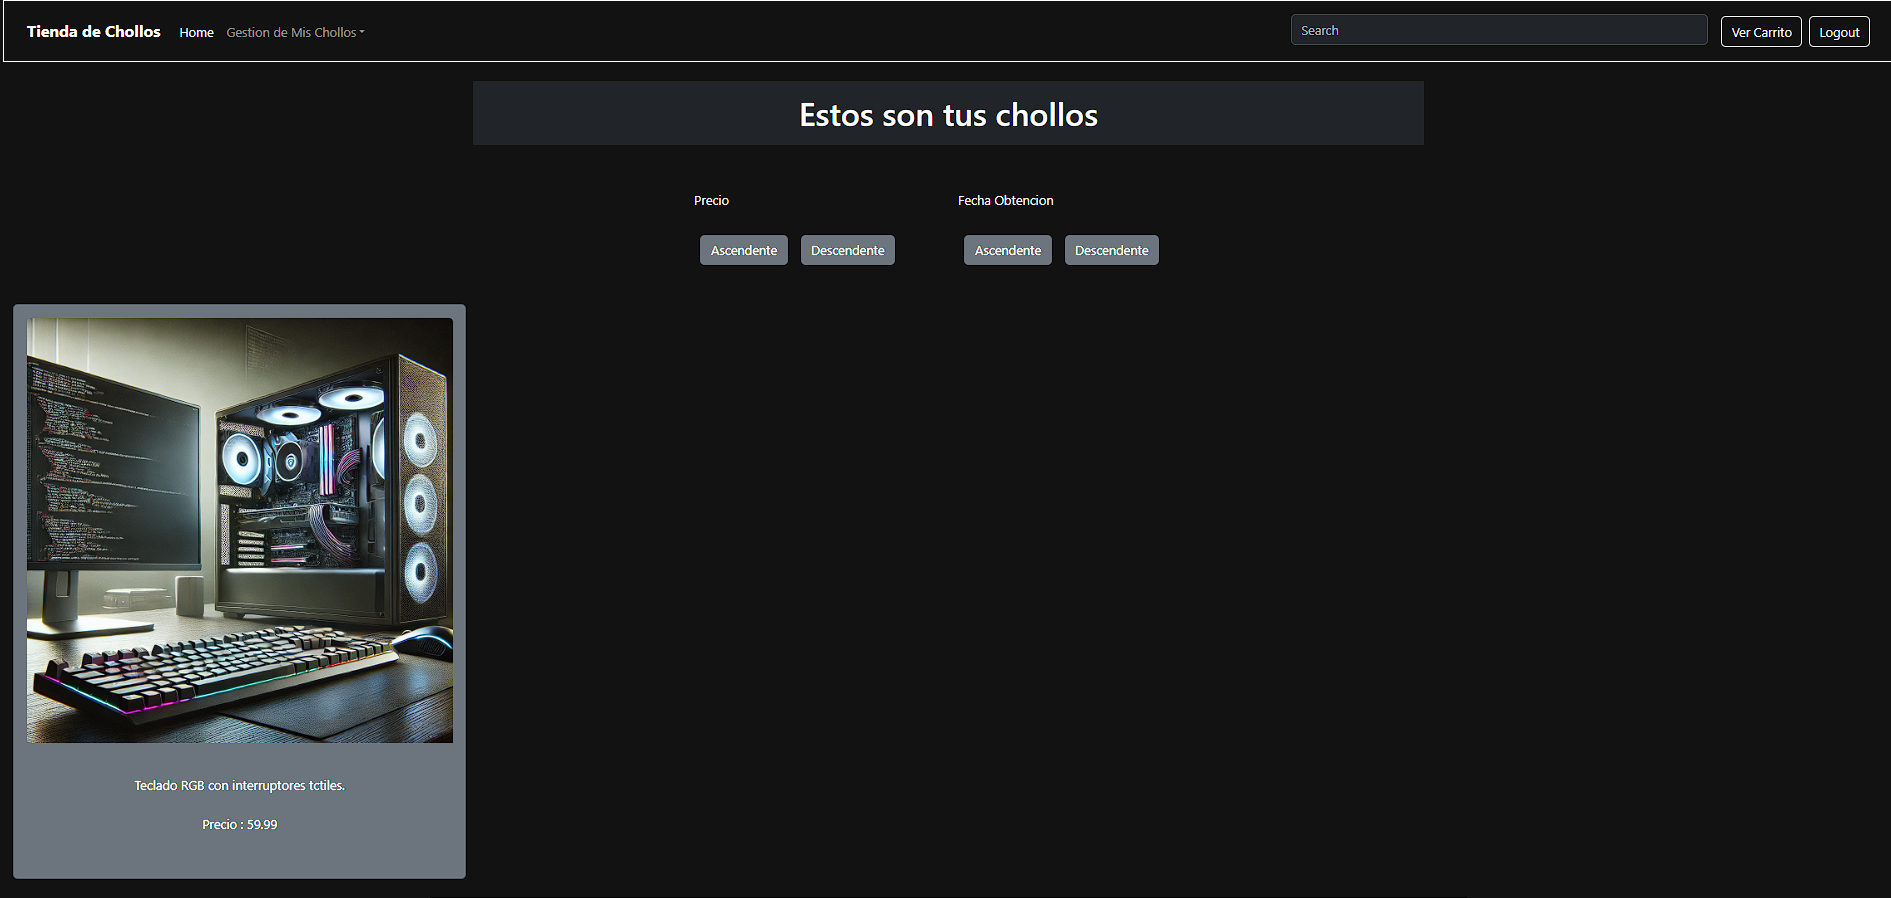 Tienda de Chollos Home Gestion de Mis Chollos Search Ver Carrito Logout
Estos son tus chollos
Precio Fecha Obtencion
Ascendente Descendente Ascendente Descendente
Teclado RGB con interruptores tctiles.
Precio : 59.99